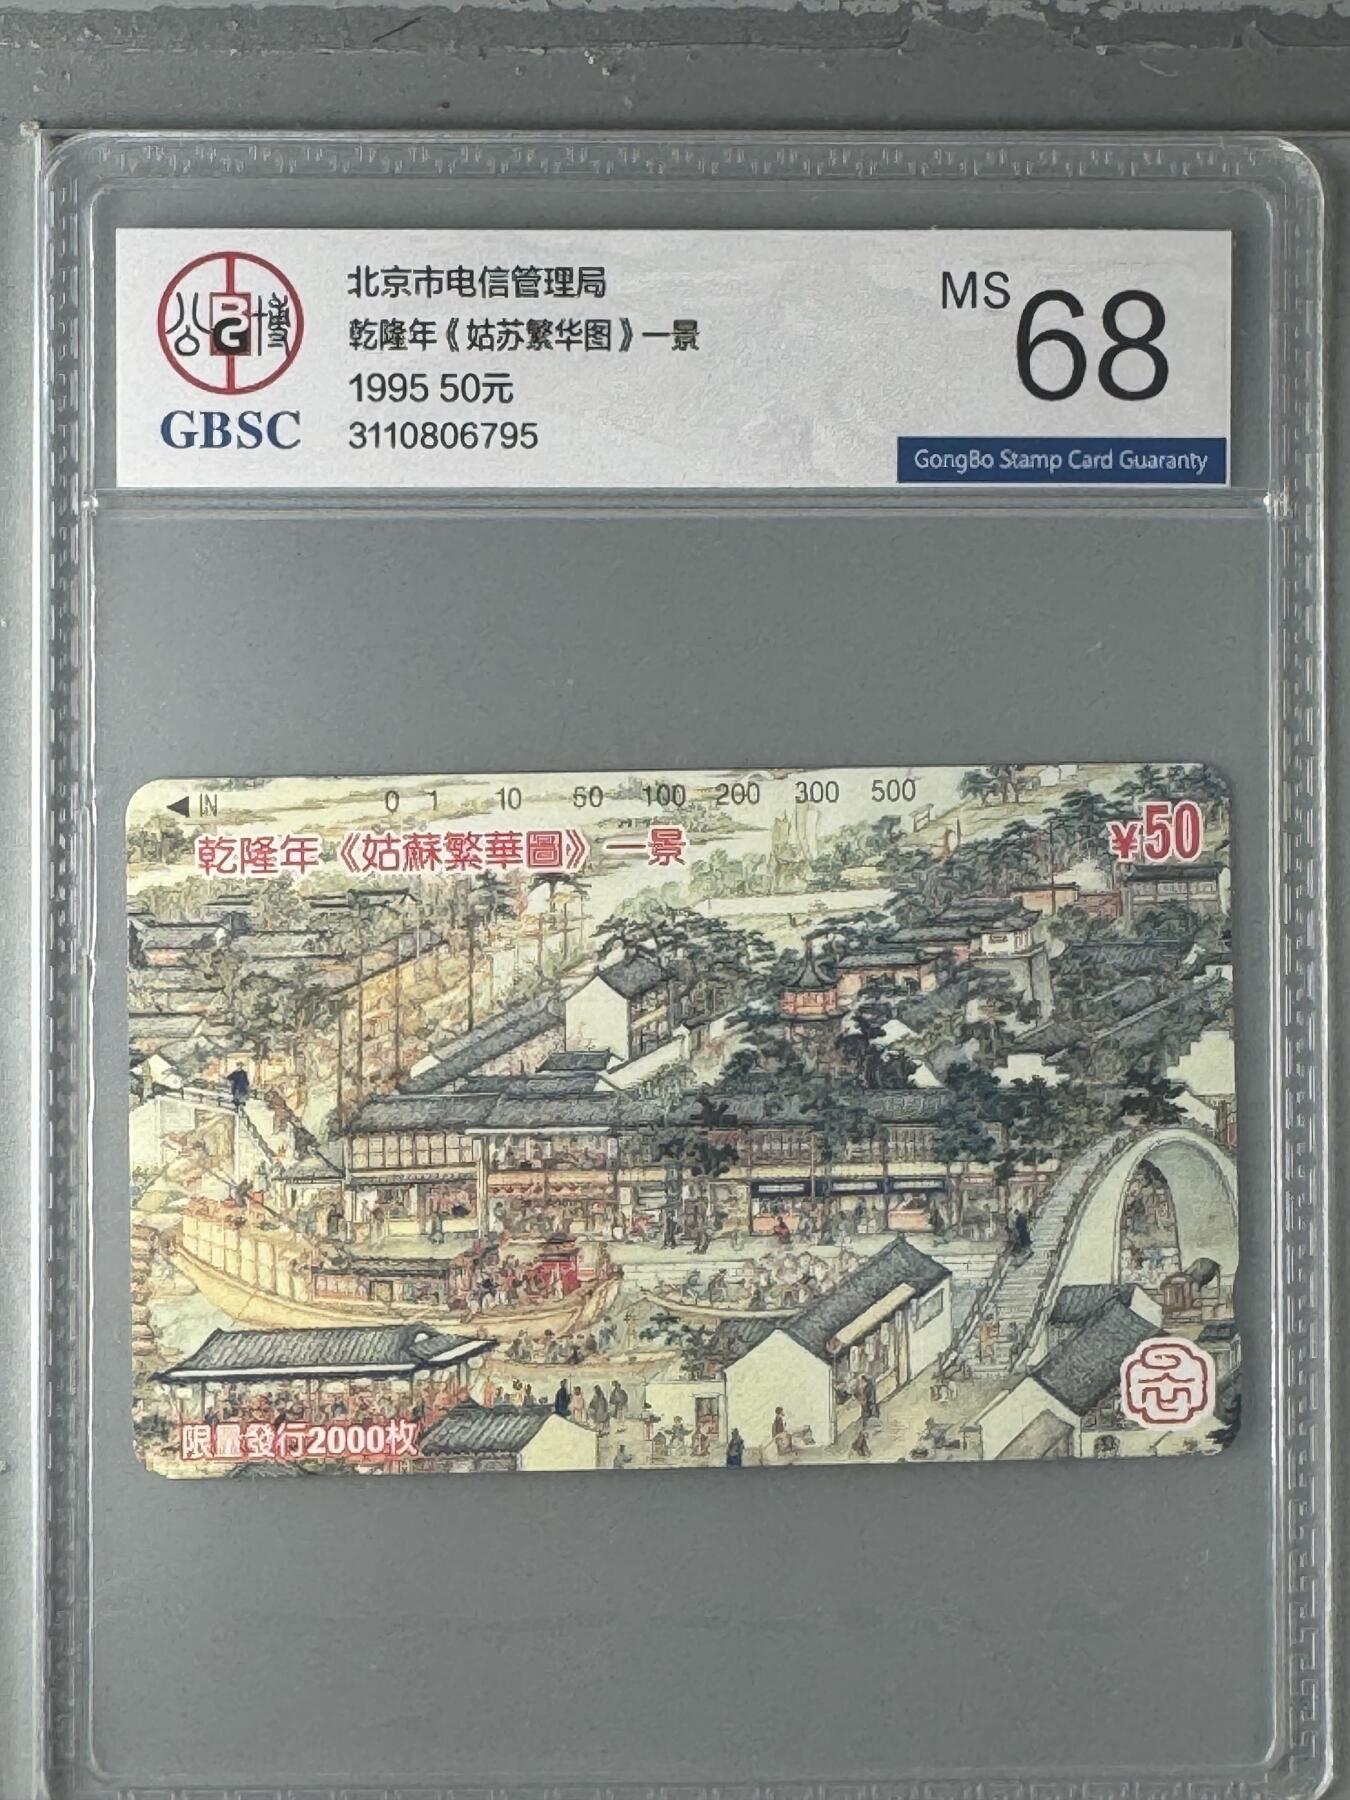 公 BG 博
GBSC
北京市电信管理局
乾隆年《姑苏繁华图》一景
1995 50元
3110806795
MS 68
GongBo Stamp Card Guaranty
◀IN 0 1 10 50 100 200 300 500
乾隆年《姑蘇繁華圖》一景
¥50
限量發行2000枚